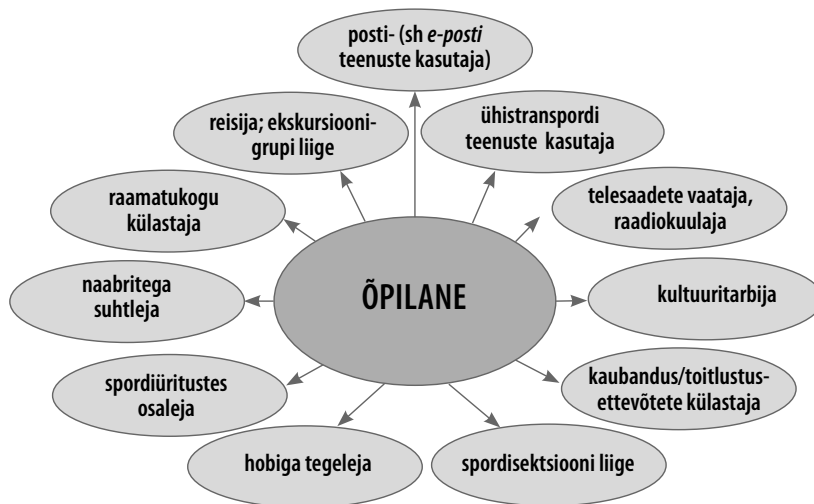 posti- (sh e-posti
teenuste kasutaja)
reisija; ekskursiooni-
grupi liige
ühistranspordi
teenuste kasutaja
raamatukogu
külastaja
telesaadete vaataja,
raadiokuulaja
naabritega
suhtleja
ÕPILANE
kultuuritarbija
spordiüritustes
osaleja
kaubandus/toitlustus-
ettevõtete külastaja
hobiga tegeleja
spordisektsiooni liige